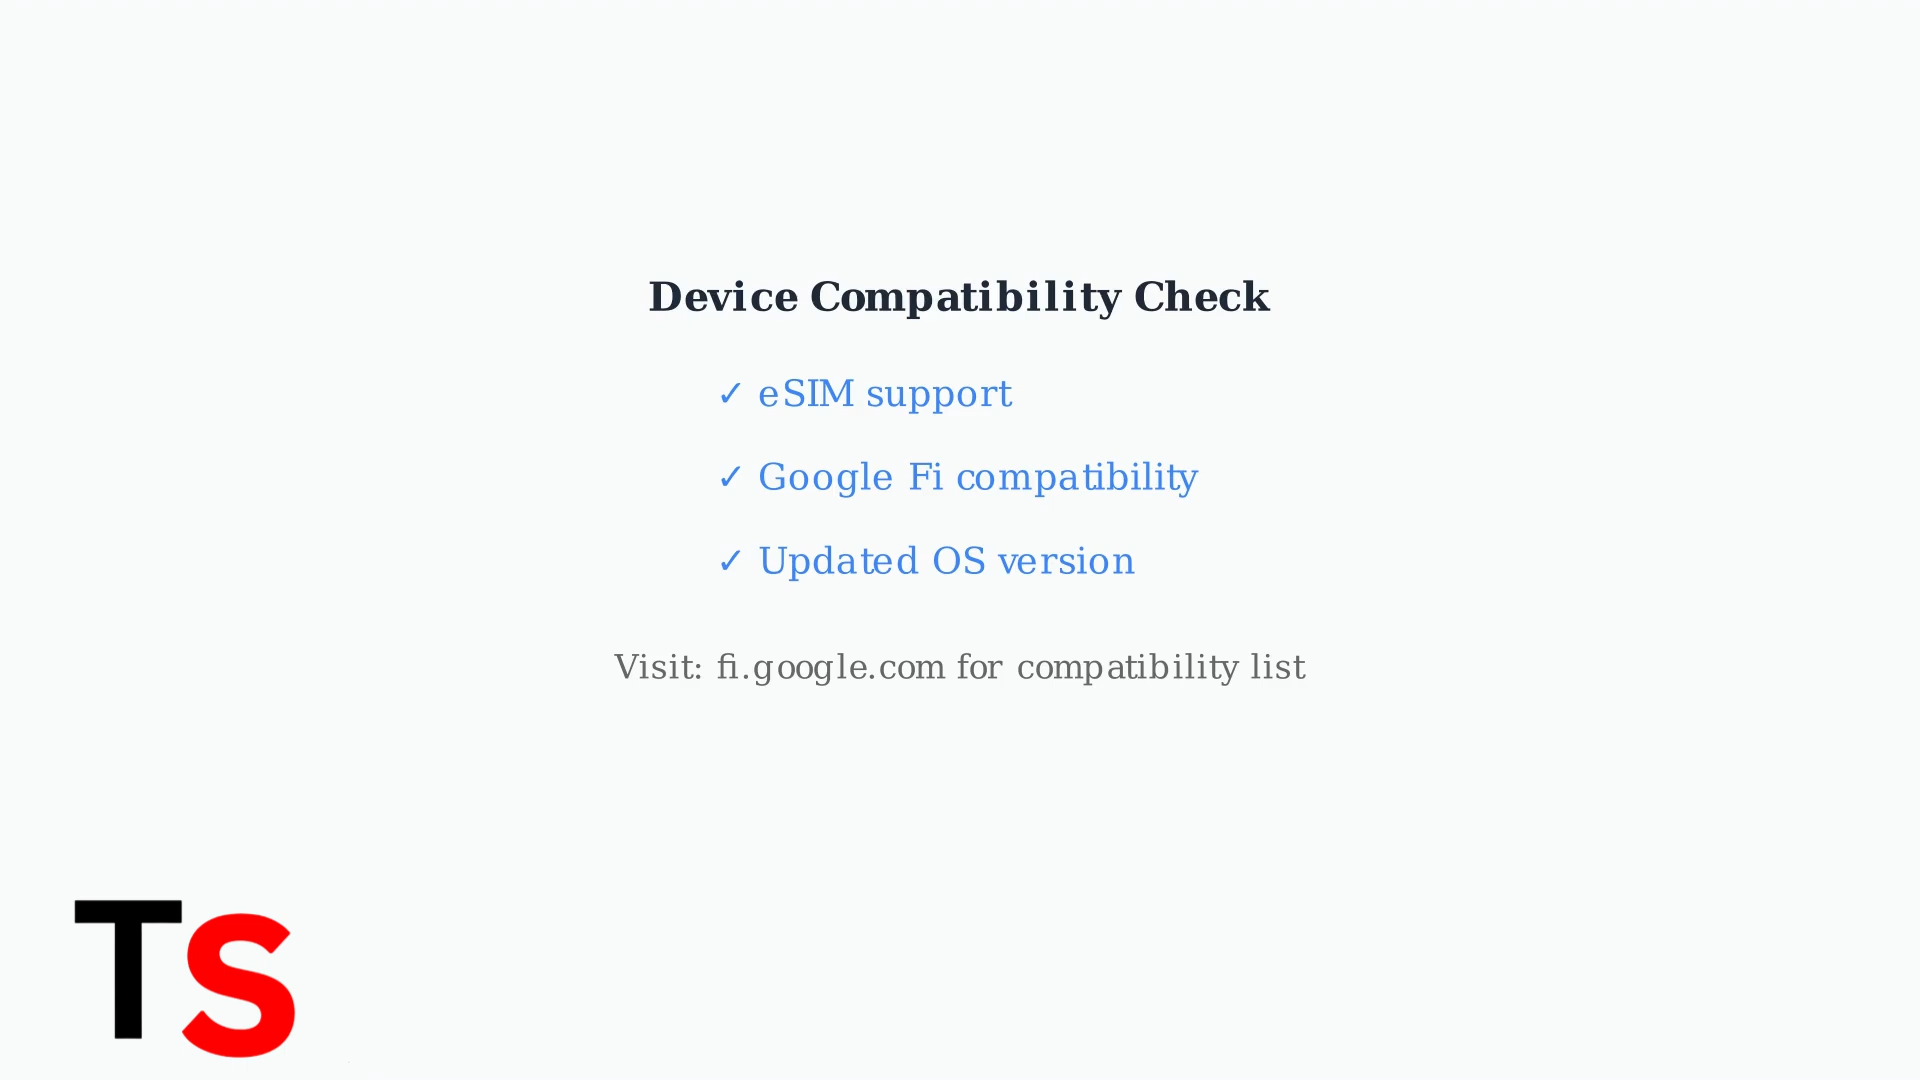 Device Compatibility Check
✓ eSIM support
✓ Google Fi compatibility
✓ Updated OS version
Visit: fi.google.com for compatibility list
TS